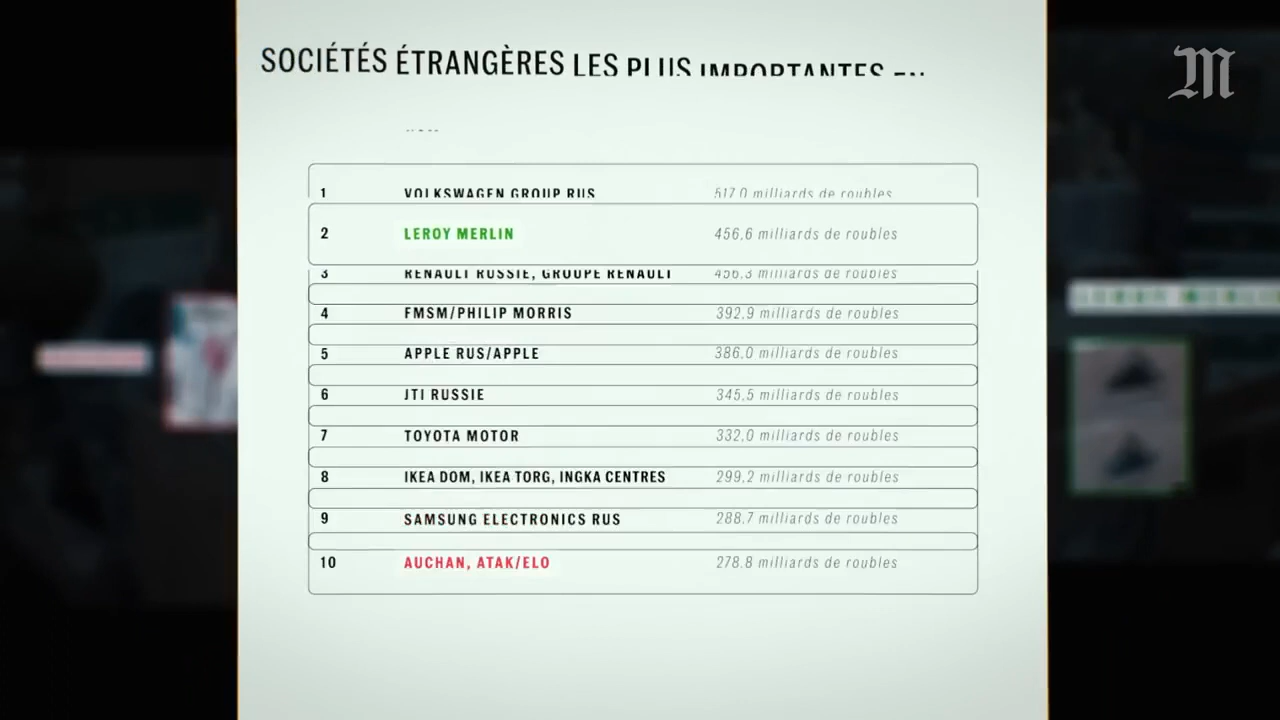 SOCIÉTÉS ÉTRANGÈRES LES PLUS IMPORTANTES EN
1 VOLKSWAGEN GROUP RUS 517,0 milliards de roubles
2 LEROY MERLIN 456,6 milliards de roubles
3 RENAULT RUSSIE, GROUPE RENAULT 456,3 milliards de roubles
4 FMSM/PHILIP MORRIS 392,9 milliards de roubles
5 APPLE RUS/APPLE 386,0 milliards de roubles
6 JTI RUSSIE 345,5 milliards de roubles
7 TOYOTA MOTOR 332,0 milliards de roubles
8 IKEA DOM, IKEA TORG, INGKA CENTRES 299,2 milliards de roubles
9 SAMSUNG ELECTRONICS RUS 288,7 milliards de roubles
10 AUCHAN, ATAK/ELO 278,8 milliards de roubles
M
LEROY MERLIN